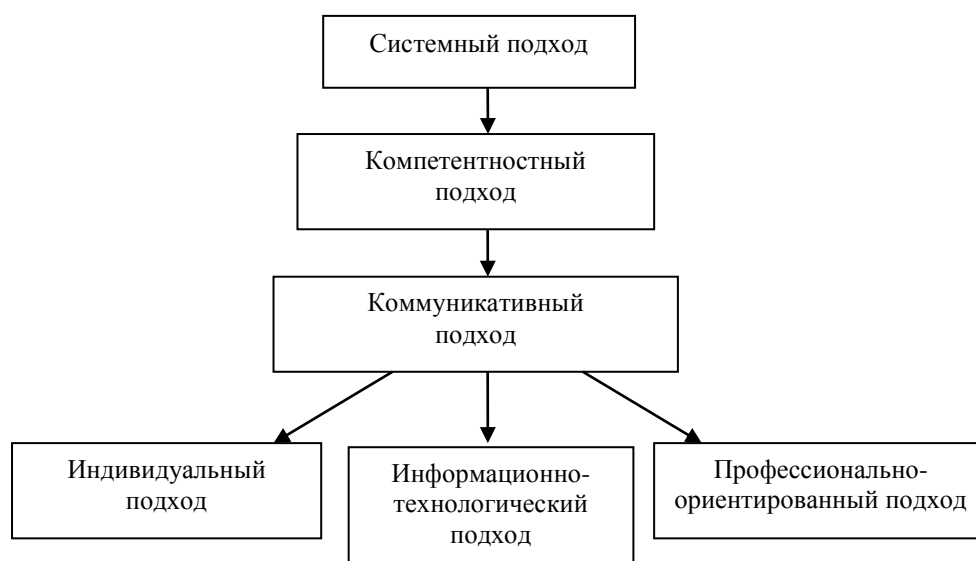 Системный подход
Компетентностный
подход
Коммуникативный
подход
Индивидуальный
подход
Информационно-
технологический
подход
Профессионально-
ориентированный подход